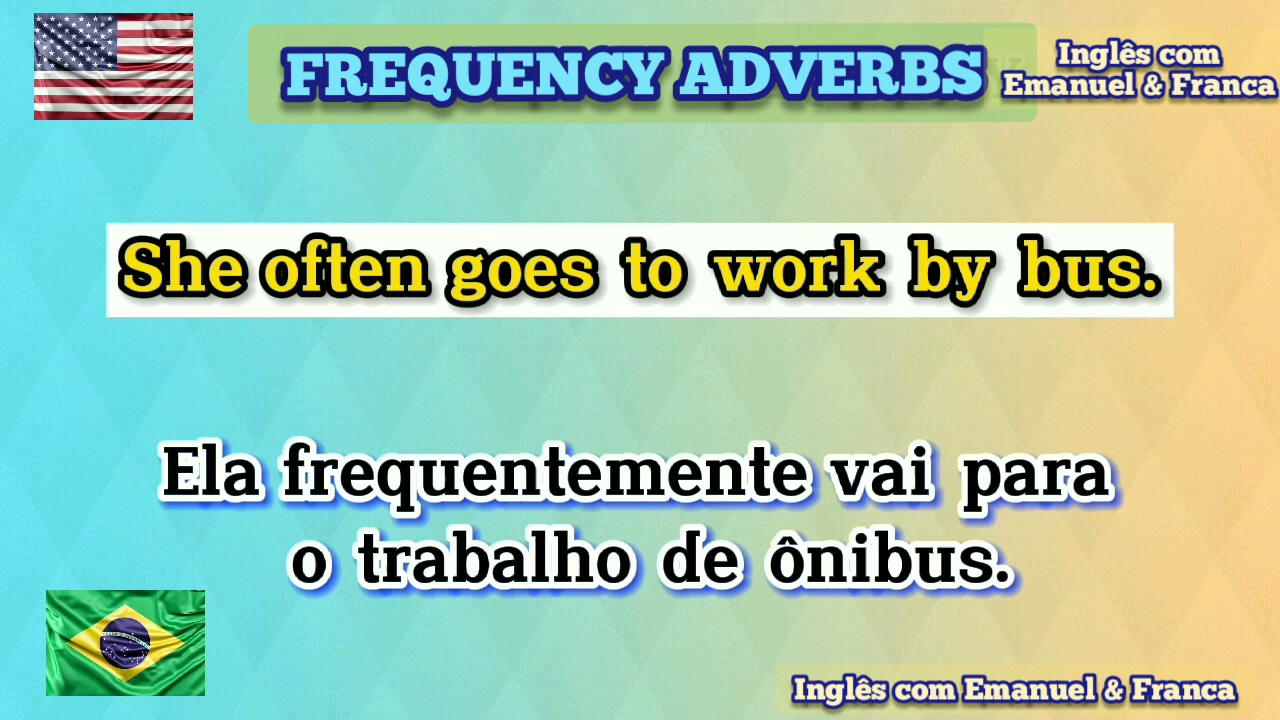 FREQUENCY ADVERBS
Inglês com
Emanuel & Franca
She often goes to work by bus.
Ela frequentemente vai para
o trabalho de ônibus.
Inglês com Emanuel & Franca